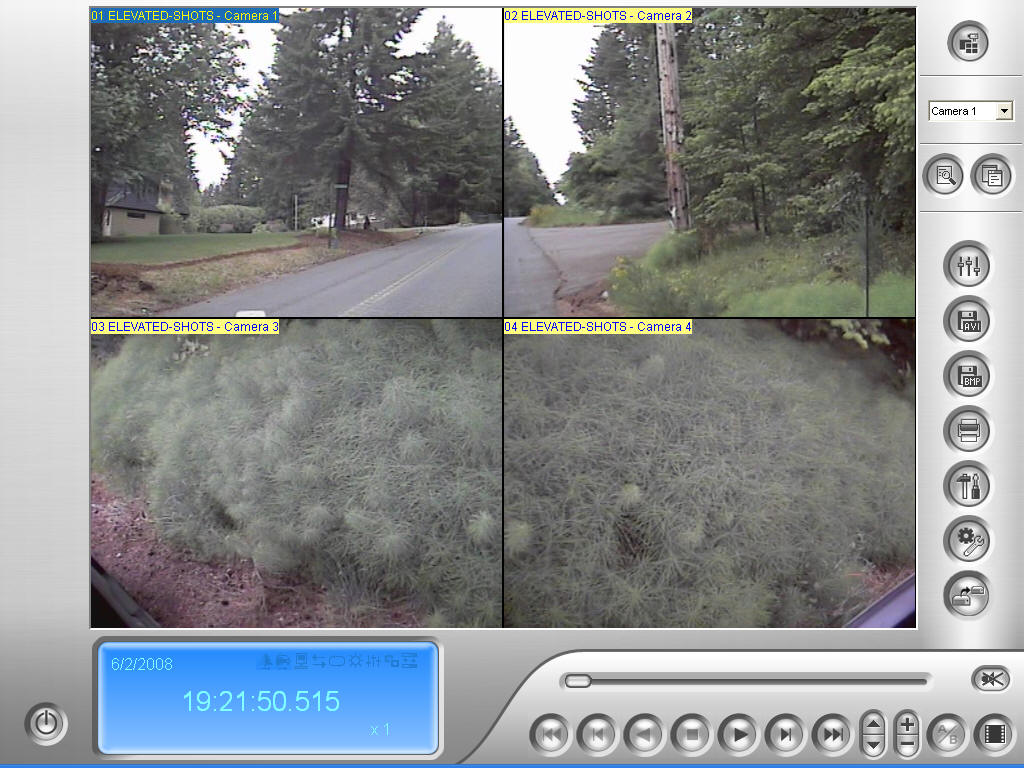 01 ELEVATED-SHOTS - Camera 1
02 ELEVATED-SHOTS - Camera 2
Camera 1
03 ELEVATED-SHOTS - Camera 3
04 ELEVATED-SHOTS - Camera 4
AVI
BMP
6/2/2008
19:21:50.515
x 1
A/B